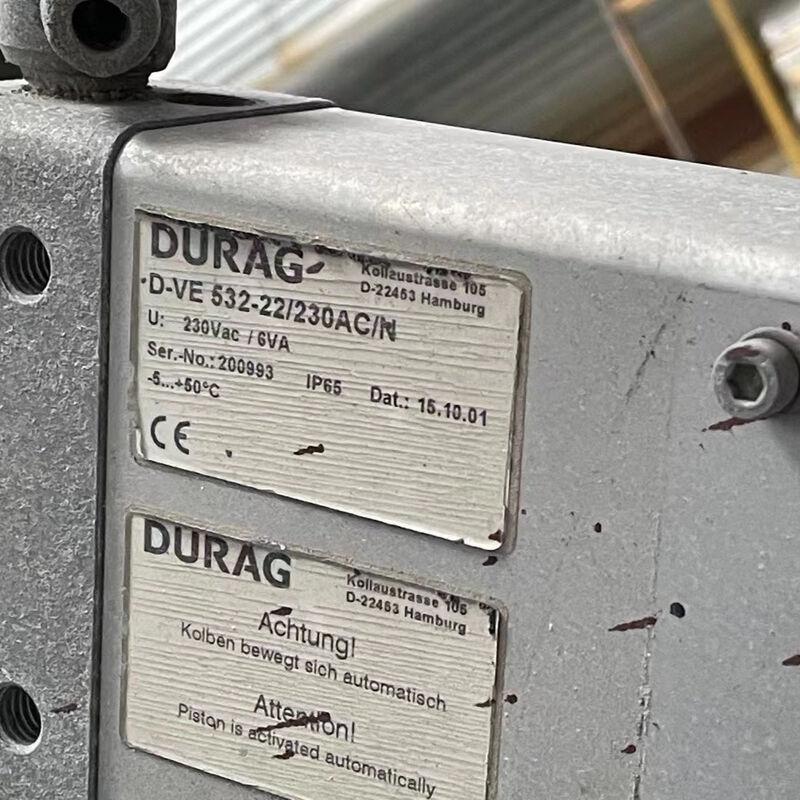 DURAG
Kollaustrasse 105
D-22453 Hamburg
D-VE 532-22/230AC/N
U: 230Vac / 6VA
Ser.-No.: 200993 IP65 Dat.: 15.10.01
-5...+50°C
CE
DURAG
Kollaustrasse 105
D-22453 Hamburg
Achtung!
Kolben bewegt sich automatisch
Attention!
Piston is activated automatically